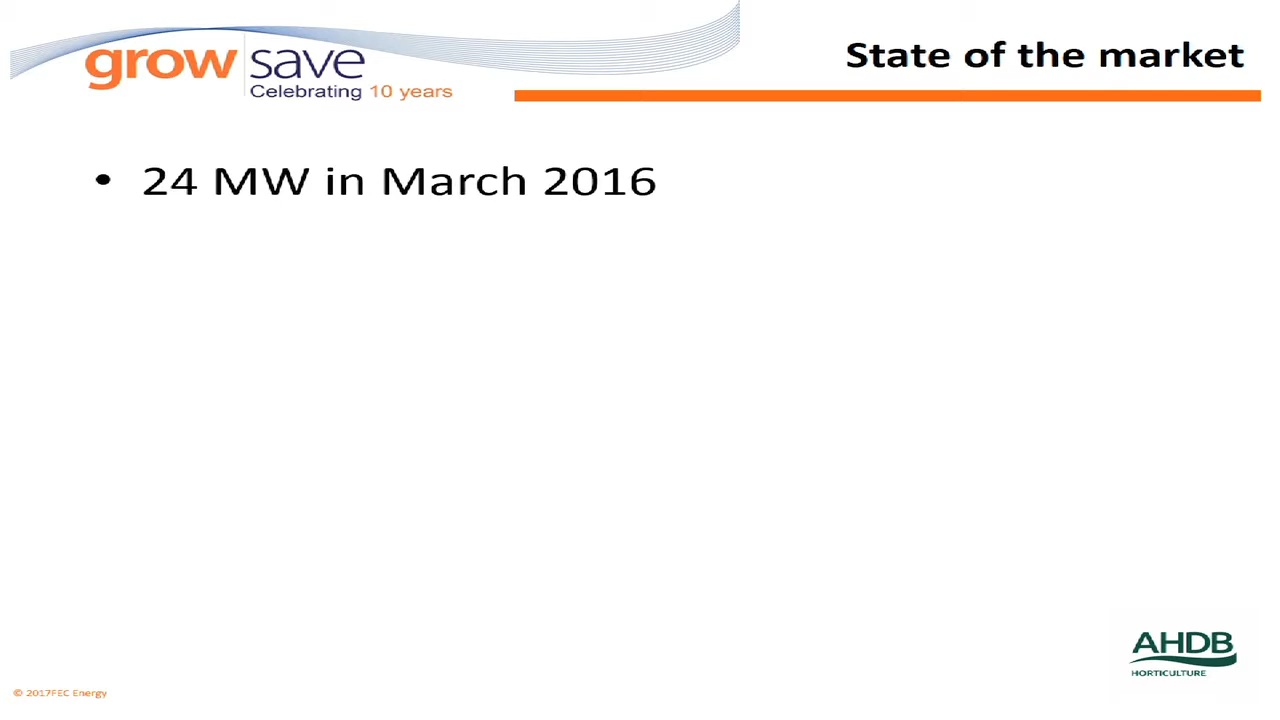 grow save
Celebrating 10 years
State of the market
• 24 MW in March 2016
AHDB
HORTICULTURE
© 2017FEC Energy